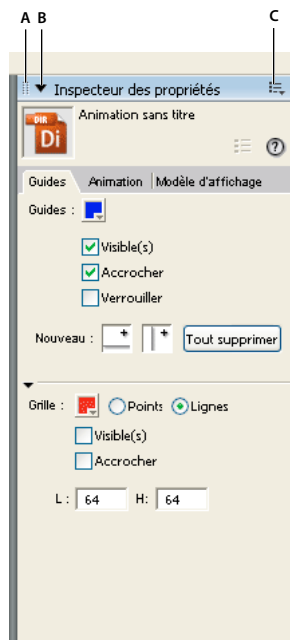 A B C
Inspecteur des propriétés
DIR
Di
Animation sans titre
?
Guides Animation Modèle d'affichage
Guides :
Visible(s)
Accrocher
Verrouiller
Nouveau : Tout supprimer
Grille : Points Lignes
Visible(s)
Accrocher
L : 64 H: 64